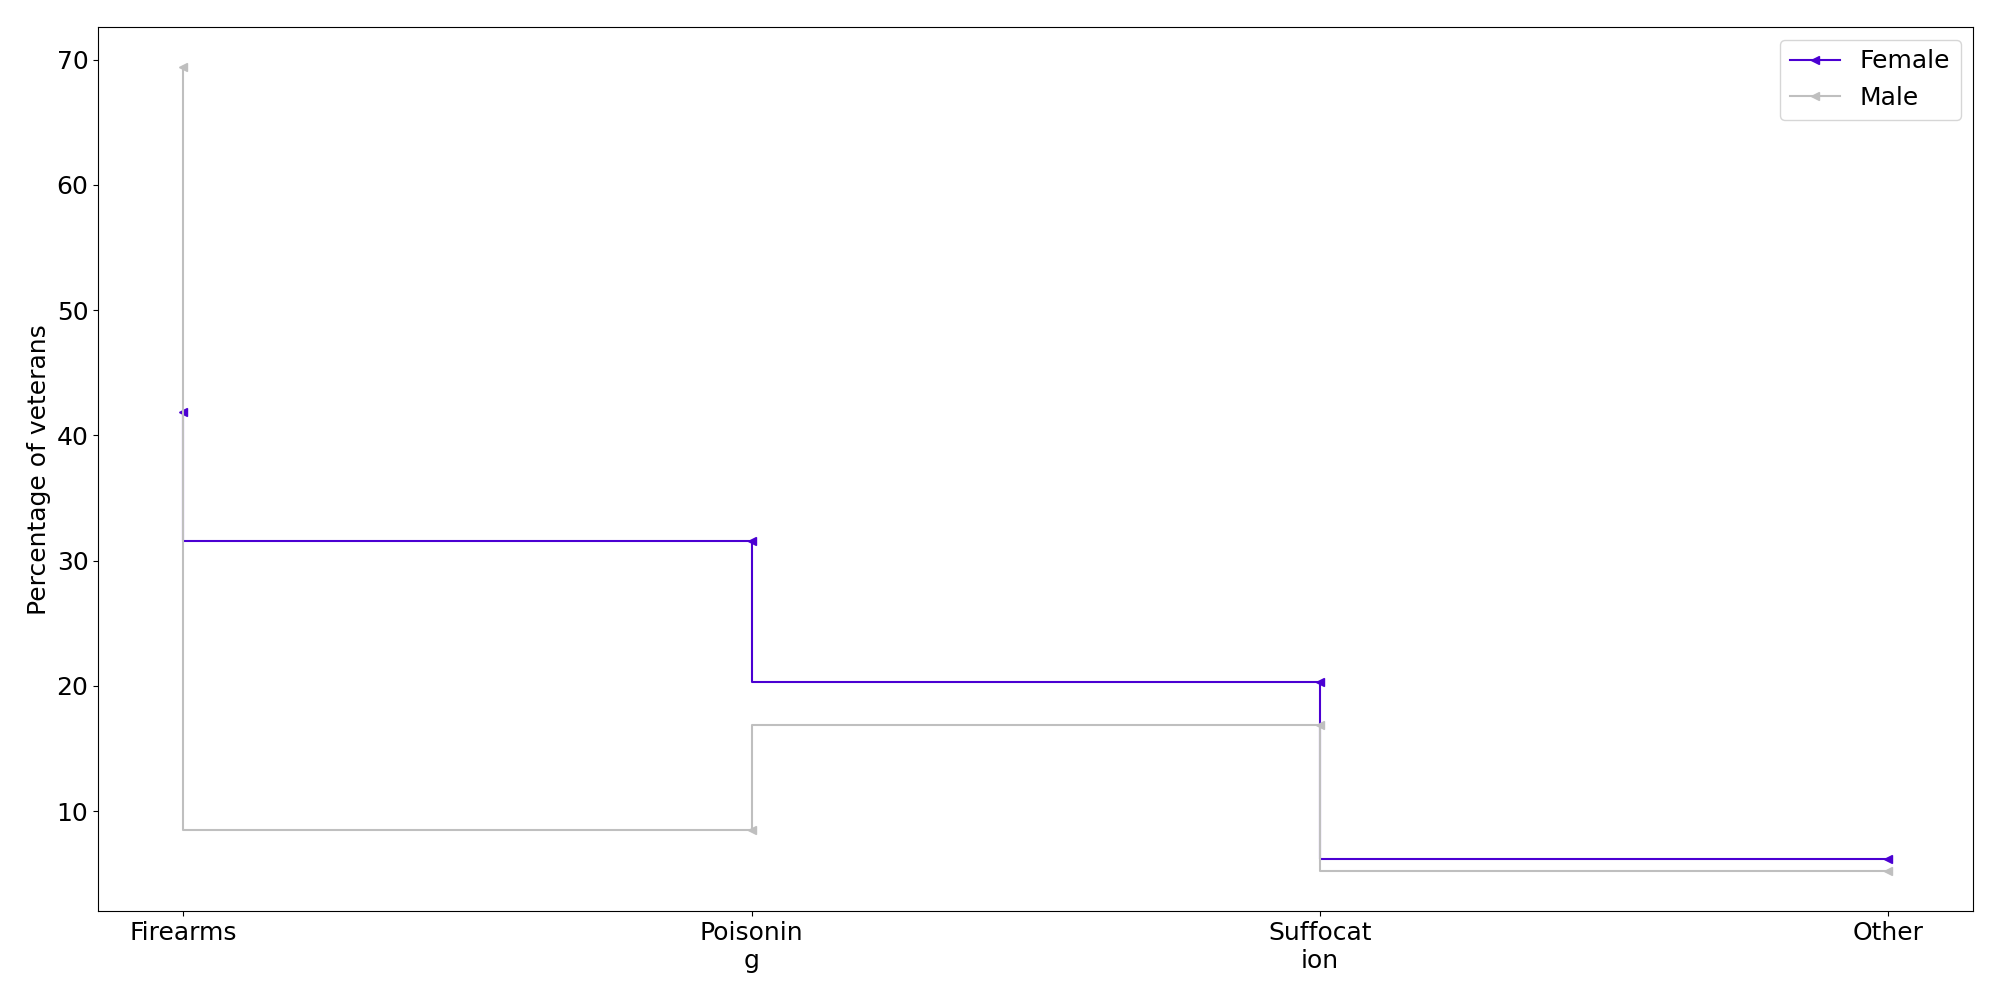 Percentage of veterans
70
60
50
40
30
20
10
Female
Male
Firearms
Poisonin
g
Suffocat
ion
Other